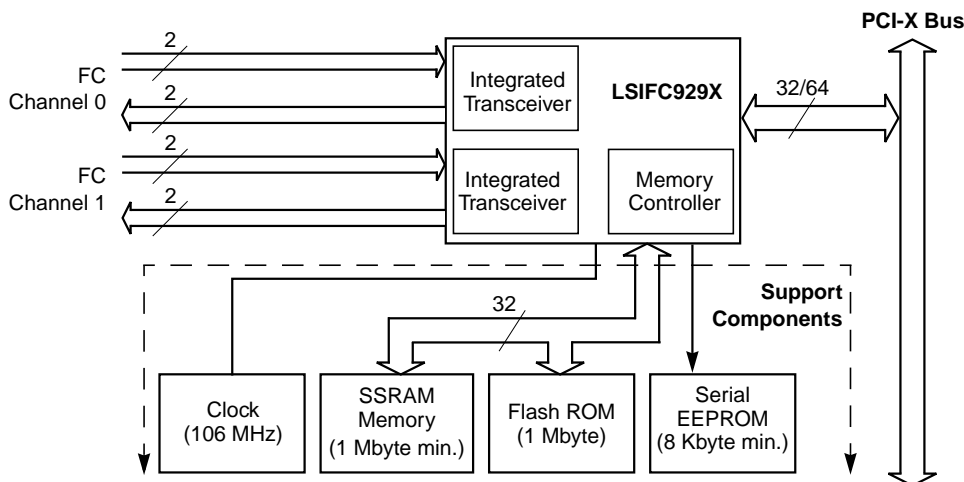 PCI-X Bus
2
FC
Channel 0
2
Integrated
Transceiver
LSIFC929X
32/64
2
FC
Channel 1
2
Integrated
Transceiver
Memory
Controller
32
Support
Components
Clock
(106 MHz)
SSRAM
Memory
(1 Mbyte min.)
Flash ROM
(1 Mbyte)
Serial
EEPROM
(8 Kbyte min.)